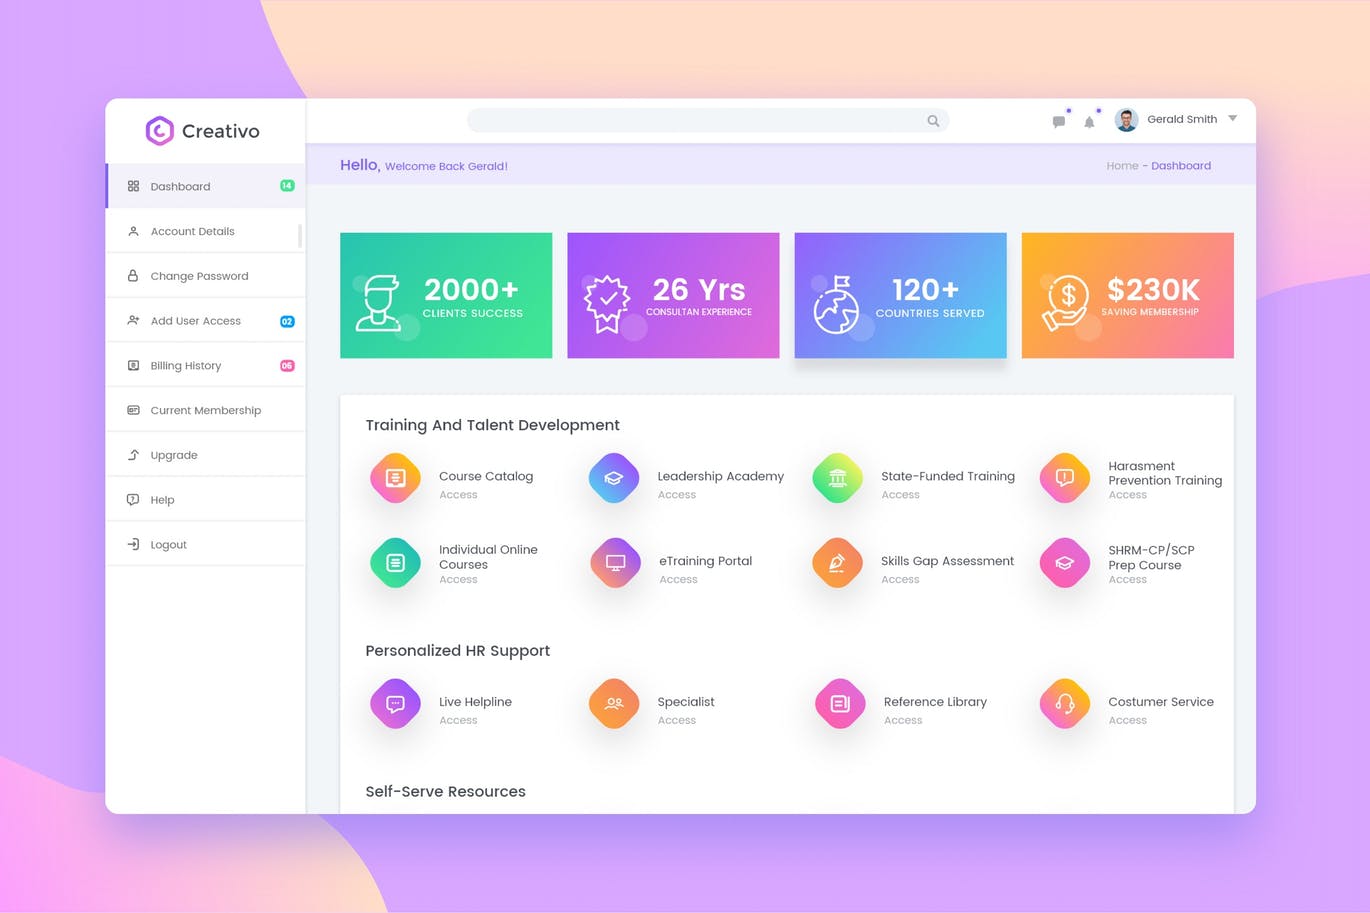 Creativo
Gerald Smith
Hello, Welcome Back Gerald!
Home - Dashboard
Dashboard
14
Account Details
Change Password
Add User Access
02
Billing History
06
Current Membership
Upgrade
Help
Logout
2000+
CLIENTS SUCCESS
26 Yrs
CONSULTAN EXPERIENCE
120+
COUNTRIES SERVED
$230K
SAVING MEMBERSHIP
Training And Talent Development
Course Catalog
Access
Leadership Academy
Access
State-Funded Training
Access
Harasment
Prevention Training
Access
Individual Online
Courses
Access
eTraining Portal
Access
Skills Gap Assessment
Access
SHRM-CP/SCP
Prep Course
Access
Personalized HR Support
Live Helpline
Access
Specialist
Access
Reference Library
Access
Costumer Service
Access
Self-Serve Resources